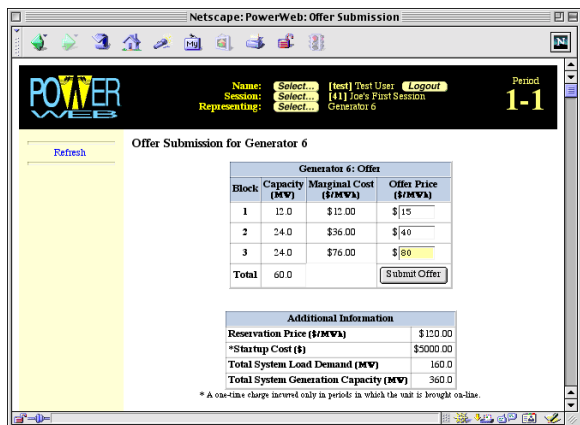 Netscape: PowerWeb: Offer Submission
My
N
POWER
WEB
Name: Select... [test] Test User Logout
Session: Select... [41] Joe's First Session
Representing: Select... Generator 6
Period
1-1
Refresh
Offer Submission for Generator 6
Generator 6: Offer
Block Capacity (MW) Marginal Cost ($/MWh) Offer Price ($/MWh)
1 12.0 $12.00 $ 15
2 24.0 $36.00 $ 40
3 24.0 $76.00 $ 80
Total 60.0 Submit Offer
Additional Information
Reservation Price ($/MWh) $120.00
*Startup Cost ($) $5000.00
Total System Load Demand (MW) 160.0
Total System Generation Capacity (MW) 360.0
* A one-time charge incurred only in periods in which the unit is brought on-line.